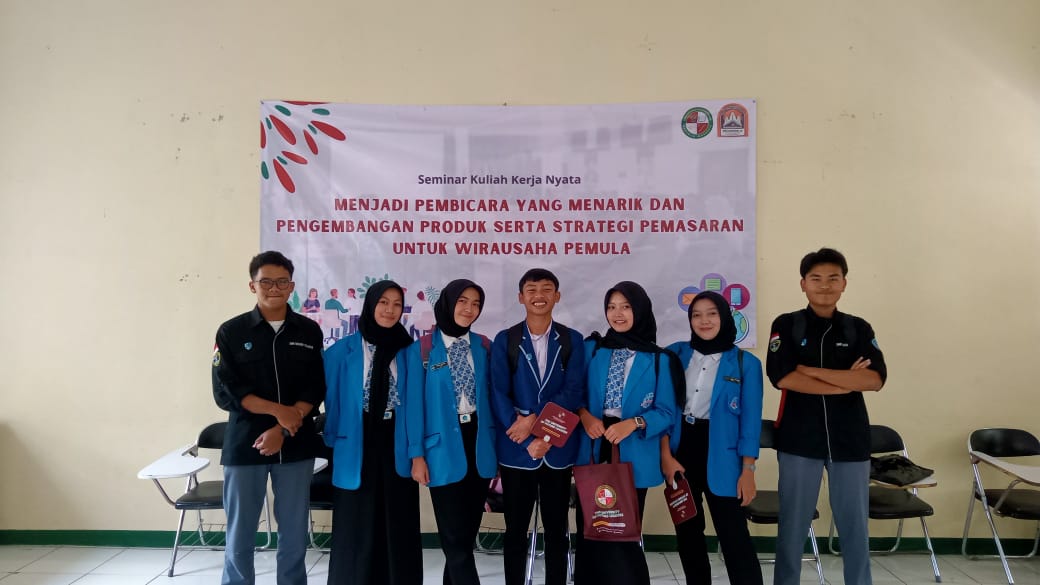 Seminar Kuliah Kerja Nyata
MENJADI PEMBICARA YANG MENARIK DAN
PENGEMBANGAN PRODUK SERTA STRATEGI PEMASARAN
UNTUK WIRAUSAHA PEMULA